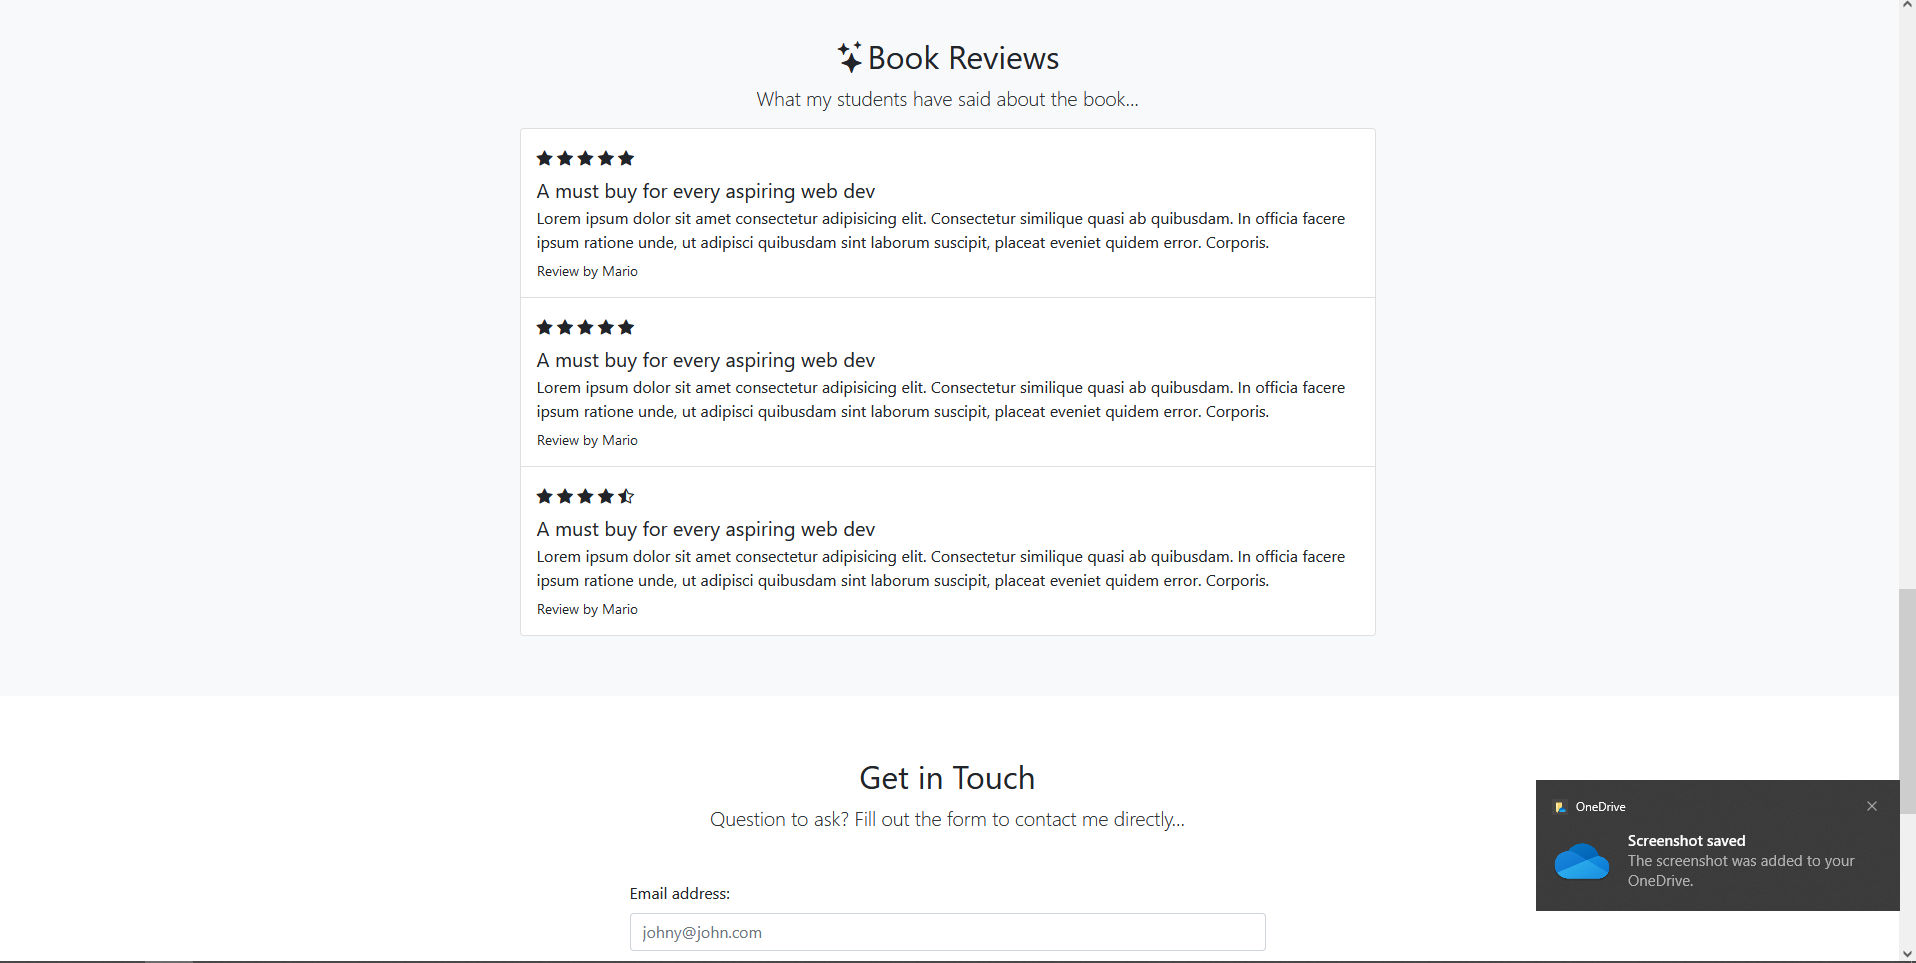 Book Reviews
What my students have said about the book...
A must buy for every aspiring web dev
Lorem ipsum dolor sit amet consectetur adipisicing elit. Consectetur similique quasi ab quibusdam. In officia facere
ipsum ratione unde, ut adipisci quibusdam sint laborum suscipit, placeat eveniet quidem error. Corporis.
Review by Mario
A must buy for every aspiring web dev
Lorem ipsum dolor sit amet consectetur adipisicing elit. Consectetur similique quasi ab quibusdam. In officia facere
ipsum ratione unde, ut adipisci quibusdam sint laborum suscipit, placeat eveniet quidem error. Corporis.
Review by Mario
A must buy for every aspiring web dev
Lorem ipsum dolor sit amet consectetur adipisicing elit. Consectetur similique quasi ab quibusdam. In officia facere
ipsum ratione unde, ut adipisci quibusdam sint laborum suscipit, placeat eveniet quidem error. Corporis.
Review by Mario
Get in Touch
Question to ask? Fill out the form to contact me directly...
Email address:
johny@john.com
OneDrive
Screenshot saved
The screenshot was added to your
OneDrive.